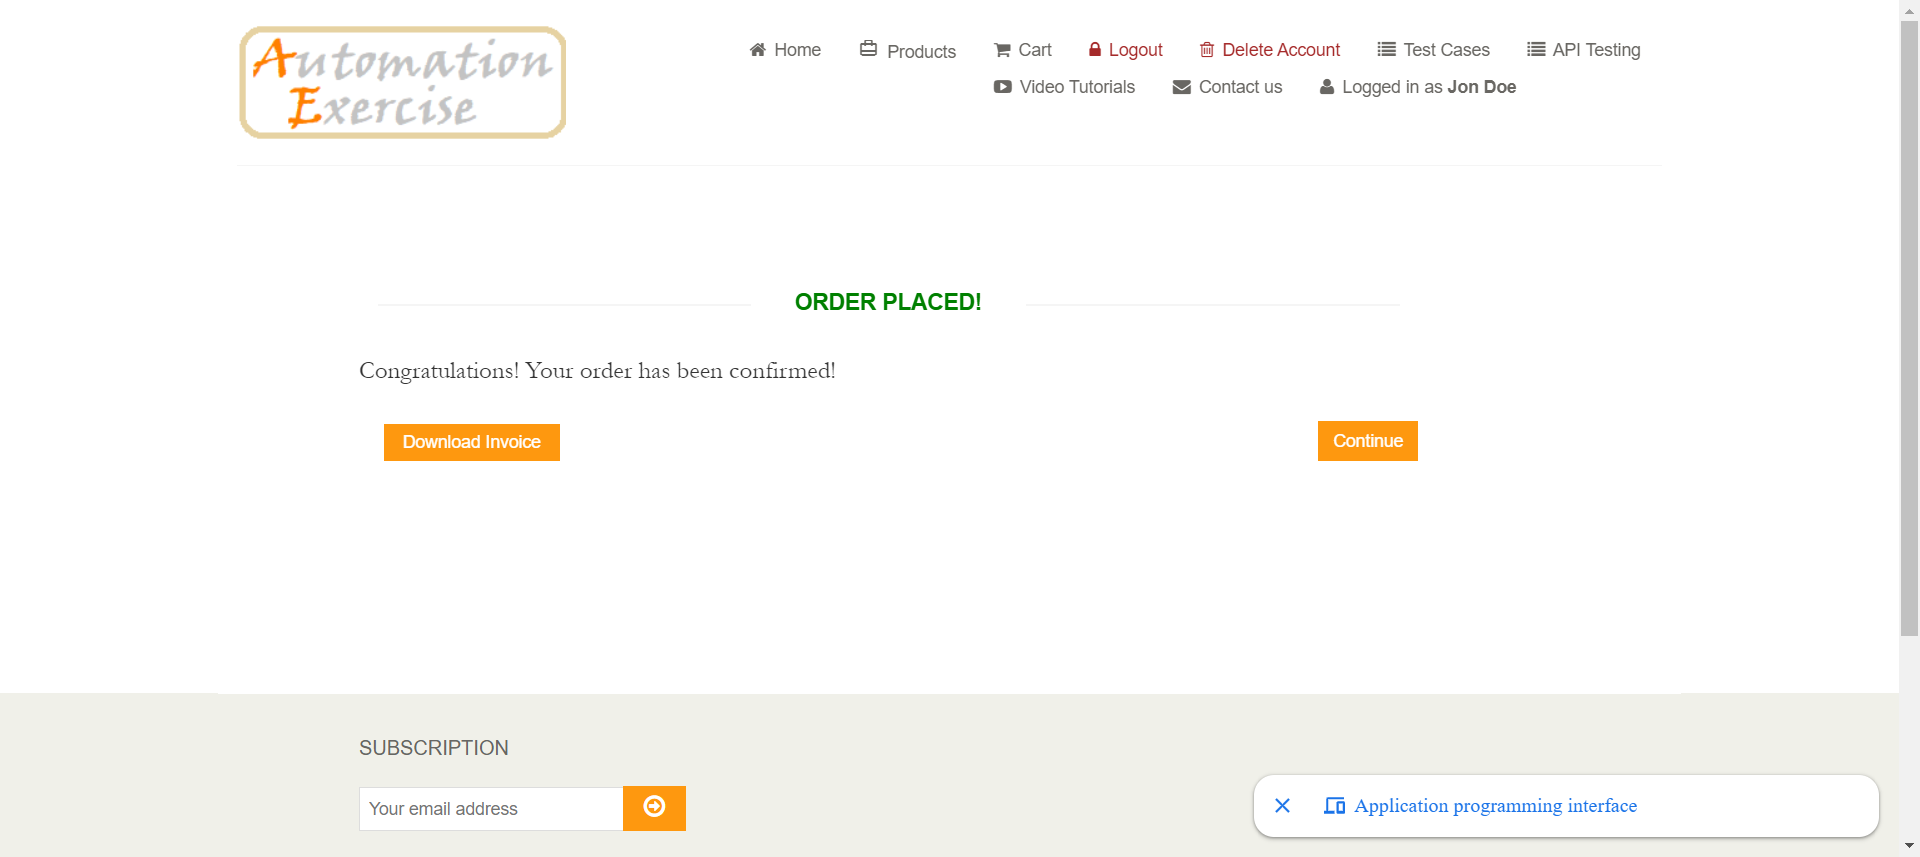 Automation
Exercise
Home Products Cart Logout Delete Account Test Cases API Testing
Video Tutorials Contact us Logged in as Jon Doe
ORDER PLACED!
Congratulations! Your order has been confirmed!
Download Invoice Continue
SUBSCRIPTION
Your email address
Application programming interface